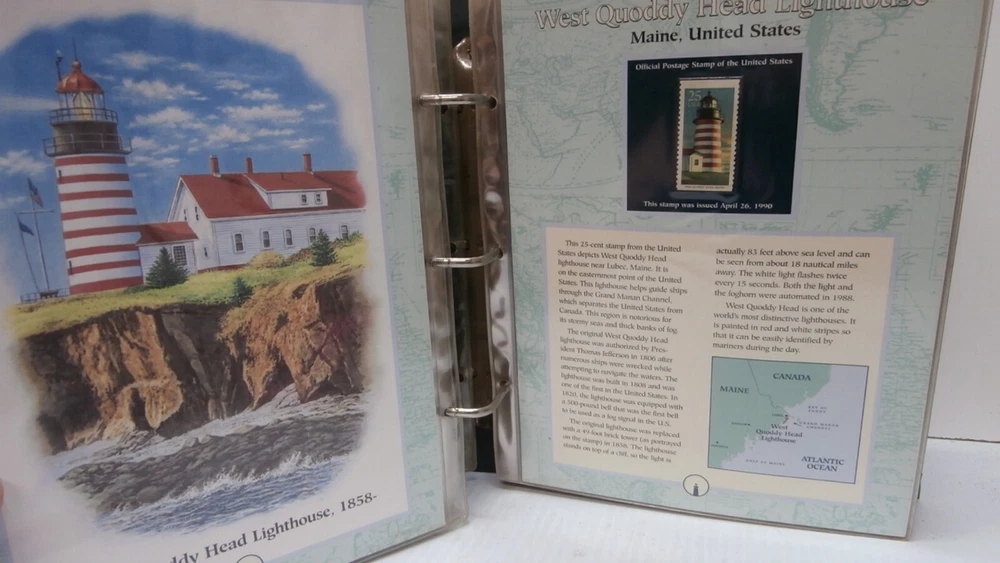 ddy Head Lighthouse, 1858-
West Quoddy Head Lighthouse
Maine, United States
Official Postage Stamp of the United States
25
This stamp was issued April 26, 1990
This 25-cent stamp from the United
States depicts West Quoddy Head
lighthouse near Lubec, Maine. It is
on the easternmost point of the United
States. This lighthouse helps guide ships
through the Grand Manan Channel,
which separates the United States from
Canada. This region is notorious for
its stormy seas and thick banks of fog.
The original West Quoddy Head
lighthouse was authorized by Pres-
ident Thomas Jefferson in 1806 after
numerous ships were wrecked while
attempting to navigate the waters. The
lighthouse was built in 1808 and was
one of the first in the United States. In
1820, the lighthouse was equipped with
a 500-pound bell that was the first bell
to be used as a fog signal in the U.S.
The original lighthouse was replaced
with a 49-foot brick tower (as portrayed
on the stamp) in 1858. The lighthouse
stands on top of a cliff, so the light is
actually 83 feet above sea level and can
be seen from about 18 nautical miles
away. The white light flashes twice
every 15 seconds. Both the light and
the foghorn were automated in 1988.
West Quoddy Head is one of the
world's most distinctive lighthouses. It
is painted in red and white stripes so
that it can be easily identified by
mariners during the day.
CANADA
MAINE
BAY OF
FUNDY
GRAND MANAN
CHANNEL
West
Quoddy Head
Lighthouse
GULF OF MAINE
ATLANTIC
OCEAN